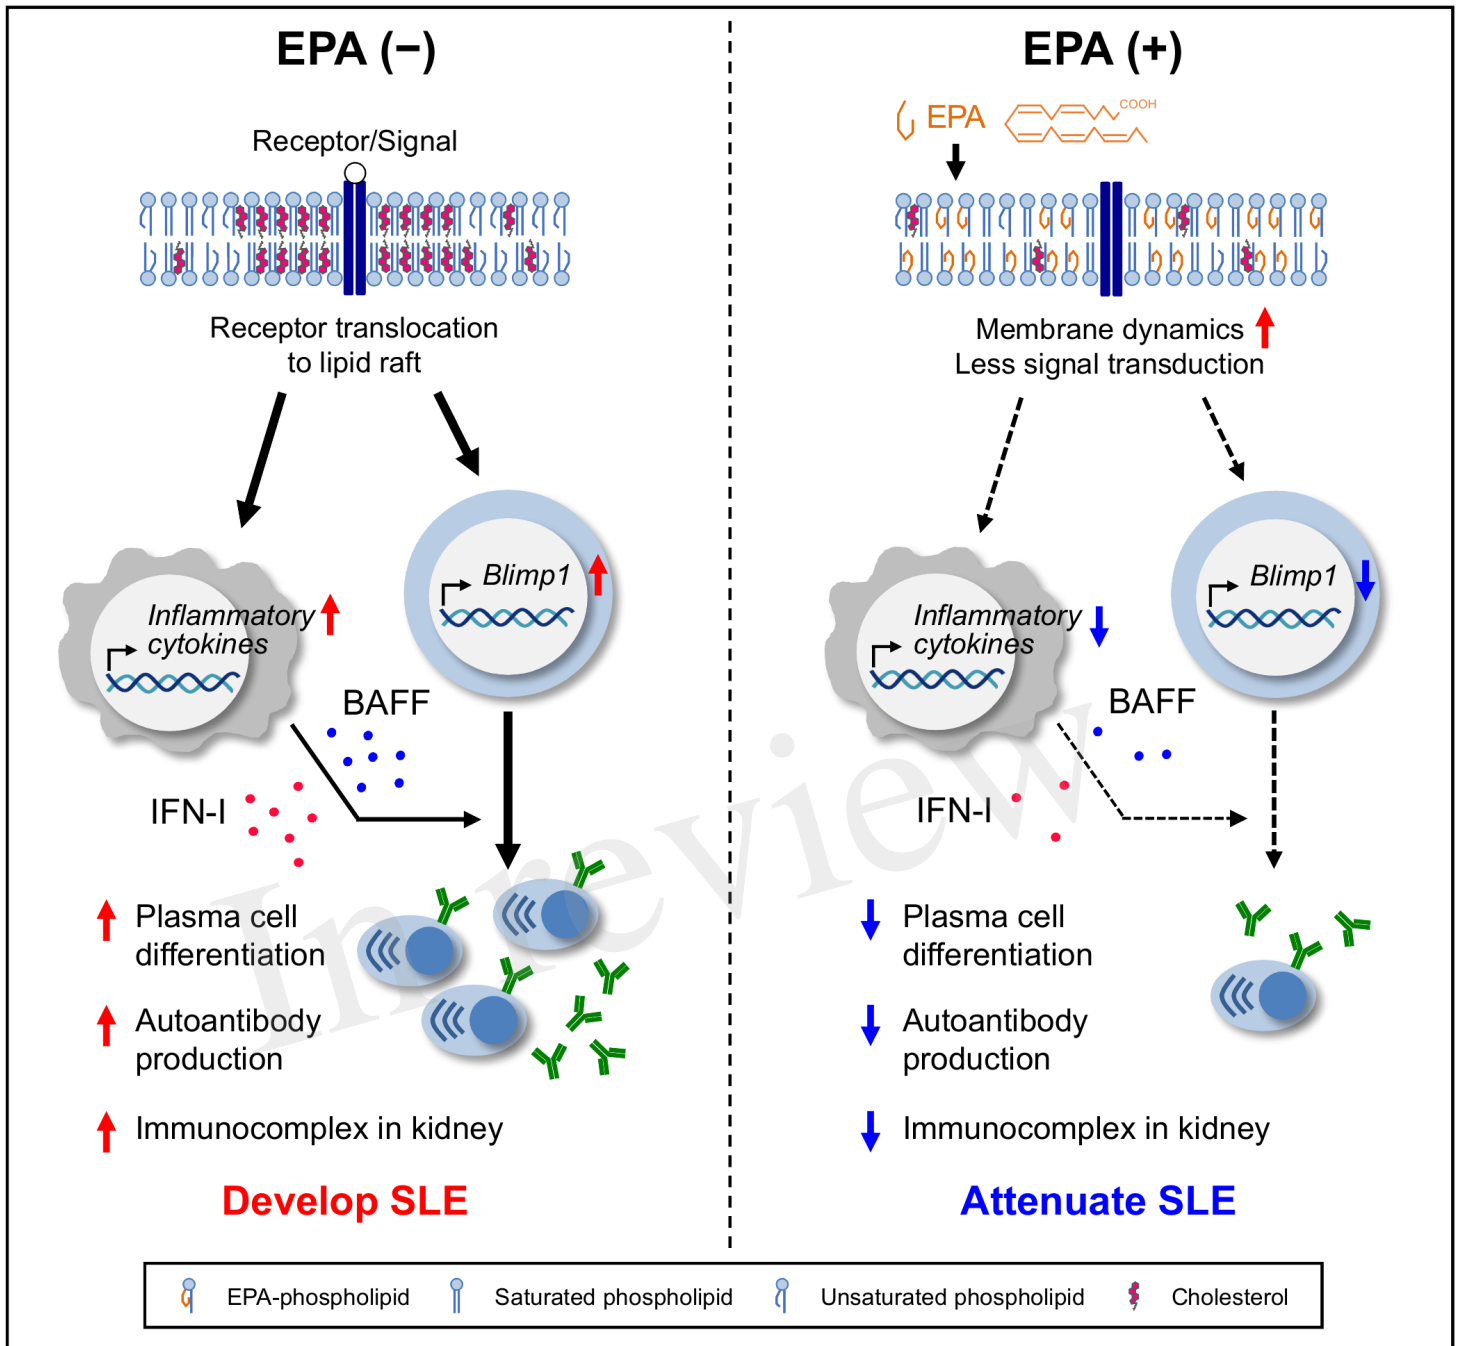 EPA (−)
Receptor/Signal
Receptor translocation
to lipid raft
Blimp1
Inflammatory
cytokines
BAFF
IFN-I
Plasma cell
differentiation
Autoantibody
production
Immunocomplex in kidney
Develop SLE
EPA (+)
EPA
COOH
Membrane dynamics
Less signal transduction
Blimp1
Inflammatory
cytokines
BAFF
IFN-I
Plasma cell
differentiation
Autoantibody
production
Immunocomplex in kidney
Attenuate SLE
EPA-phospholipid
Saturated phospholipid
Unsaturated phospholipid
Cholesterol
In review